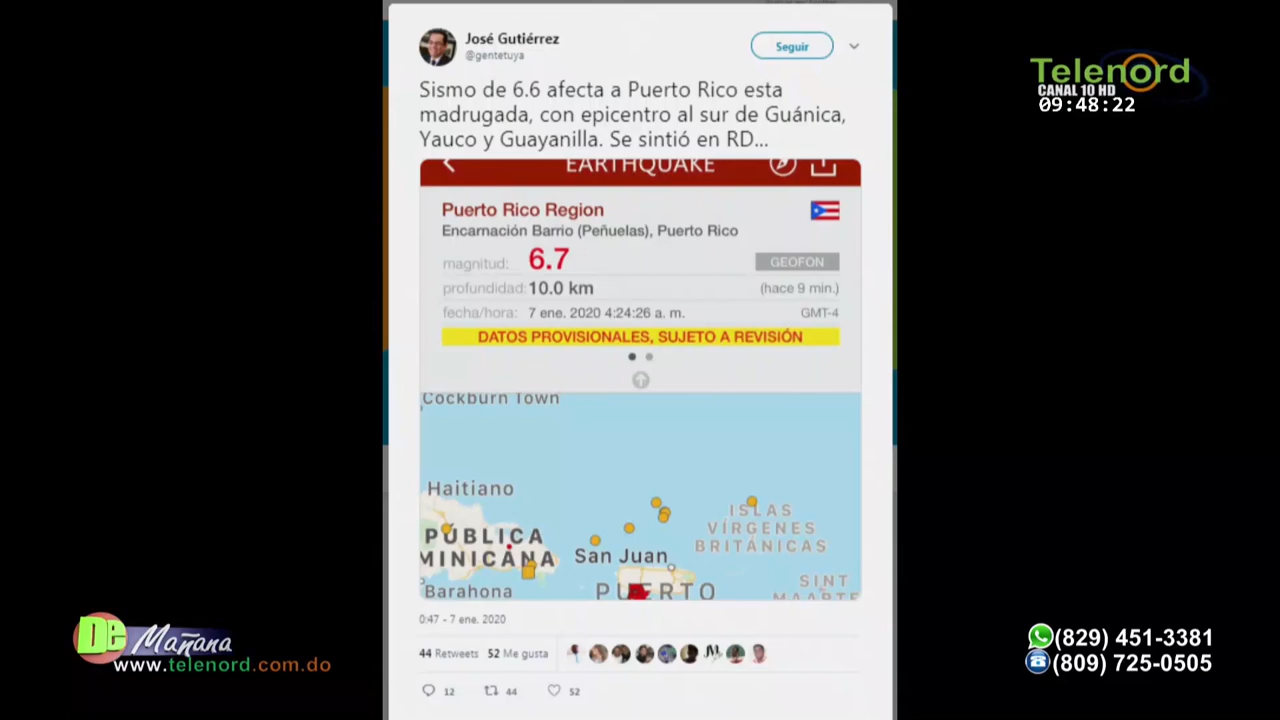 José Gutiérrez
@gentetuya
Seguir
Sismo de 6.6 afecta a Puerto Rico esta
madrugada, con epicentro al sur de Guánica,
Yauco y Guayanilla. Se sintió en RD...
EARTHQUAKE
Puerto Rico Region
Encarnación Barrio (Peñuelas), Puerto Rico
magnitud: 6.7 GEOFON
profundidad: 10.0 km (hace 9 min.)
fecha/hora: 7 ene. 2020 4:24:26 a. m. GMT-4
DATOS PROVISIONALES, SUJETO A REVISIÓN
Cockburn Town
Haitiano
PÚBLICA
MINICANA
Barahona
San Juan
PUERTO
ISLAS
VÍRGENES
BRITÁNICAS
SINT
MAARTE
0:47 - 7 ene. 2020
44 Retweets 52 Me gusta
12 44 52
Telenord
CANAL 10 HD
09:48:22
De Mañana
www.telenord.com.do
(829) 451-3381
(809) 725-0505